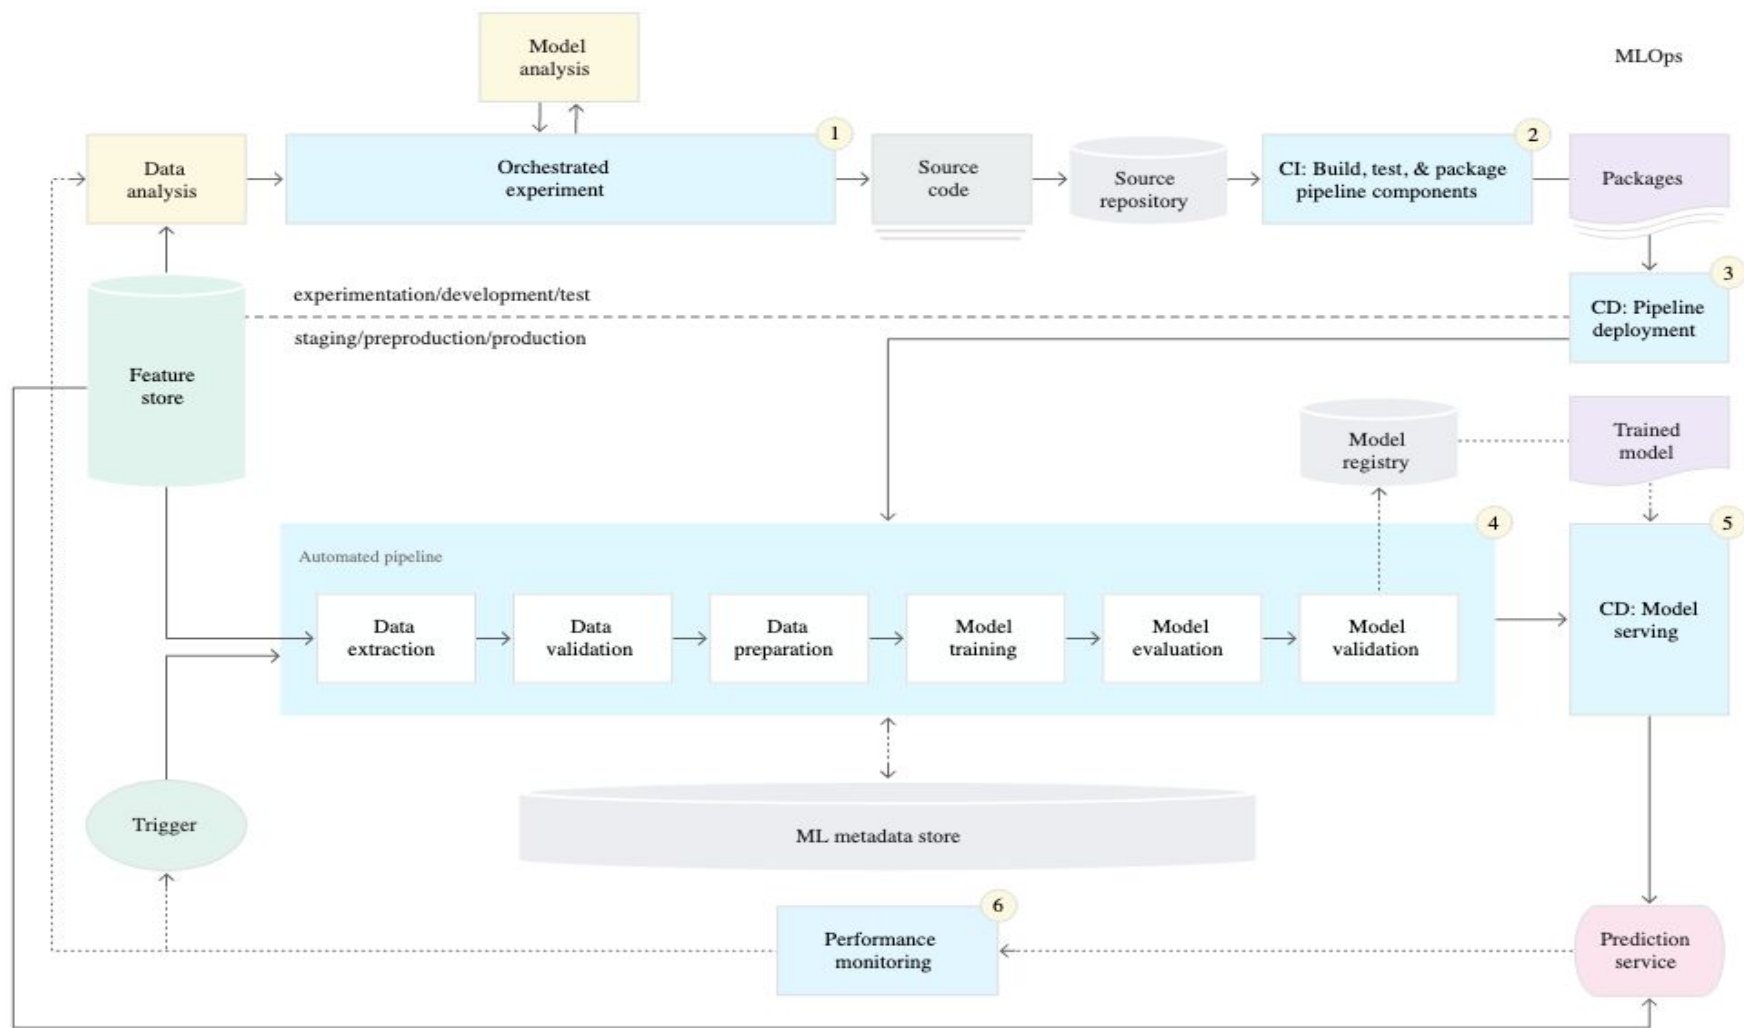 Model
analysis
MLOps
1
2
Data
analysis
Orchestrated
experiment
Source
code
Source
repository
CI: Build, test, & package
pipeline components
Packages
3
experimentation/development/test
staging/preproduction/production
CD: Pipeline
deployment
Feature
store
Model
registry
Trained
model
4
5
Automated pipeline
Data
extraction
Data
validation
Data
preparation
Model
training
Model
evaluation
Model
validation
CD: Model
serving
Trigger
ML metadata store
6
Performance
monitoring
Prediction
service